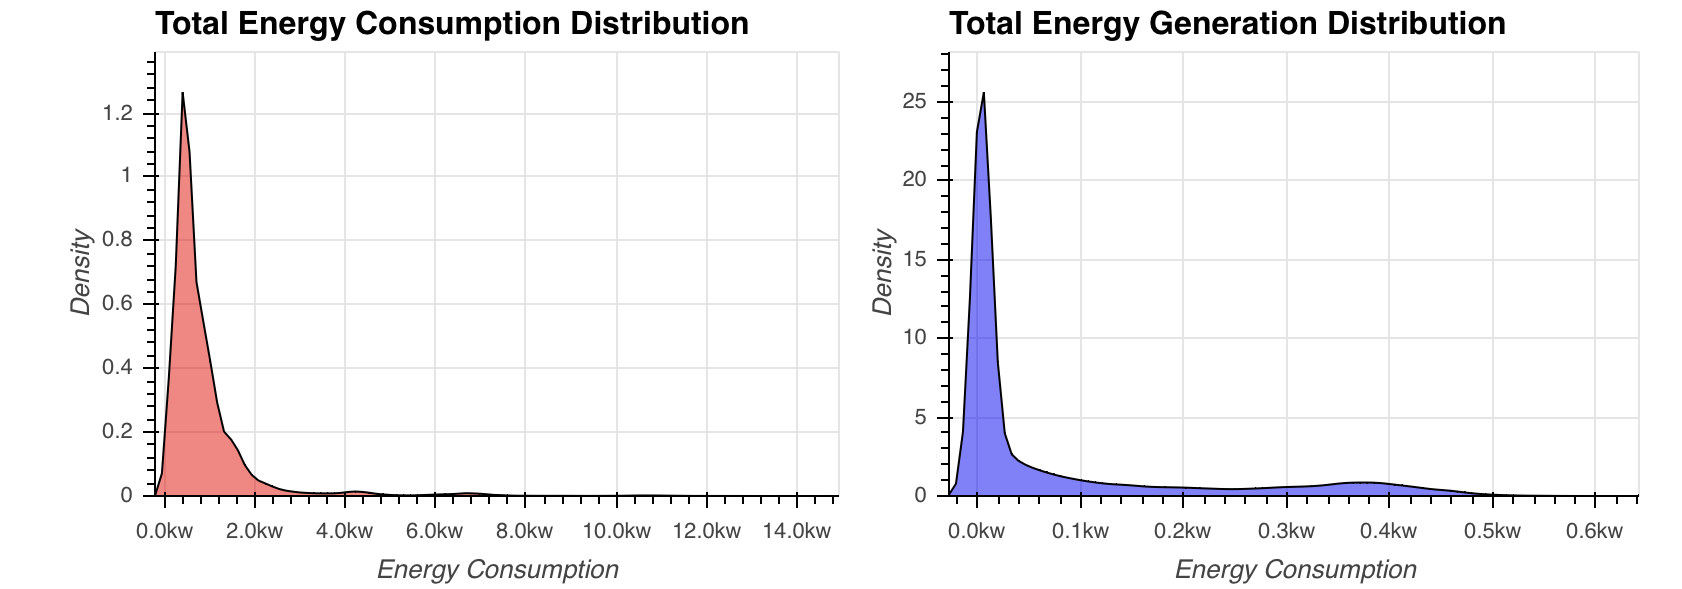 Total Energy Consumption Distribution
Density
1.2
1
0.8
0.6
0.4
0.2
0
0.0kw 2.0kw 4.0kw 6.0kw 8.0kw 10.0kw 12.0kw 14.0kw
Energy Consumption
Total Energy Generation Distribution
Density
25
20
15
10
5
0
0.0kw 0.1kw 0.2kw 0.3kw 0.4kw 0.5kw 0.6kw
Energy Consumption